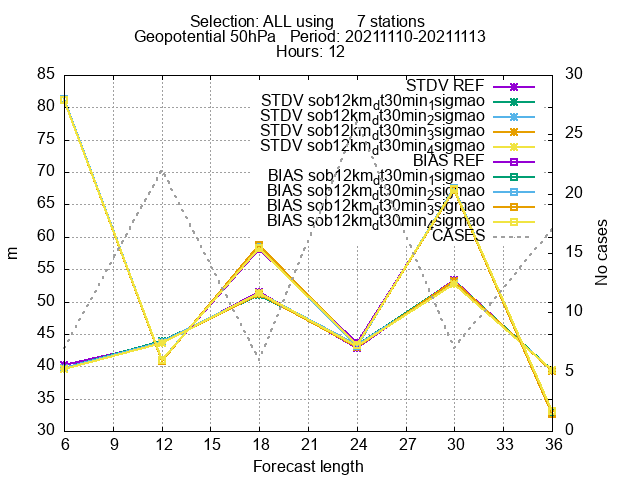 Selection: ALL using 7 stations
Geopotential 50hPa Period: 20211110-20211113
Hours: 12
85
80
75
70
65
60
55
50
45
40
35
30
m
30
25
20
15
10
5
0
No cases
STDV REF
STDV sob12km_dt30min_1sigmao
STDV sob12km_dt30min_2sigmao
STDV sob12km_dt30min_3sigmao
STDV sob12km_dt30min_4sigmao
BIAS REF
BIAS sob12km_dt30min_1sigmao
BIAS sob12km_dt30min_2sigmao
BIAS sob12km_dt30min_3sigmao
BIAS sob12km_dt30min_4sigmao
CASES
6 9 12 15 18 21 24 27 30 33 36
Forecast length